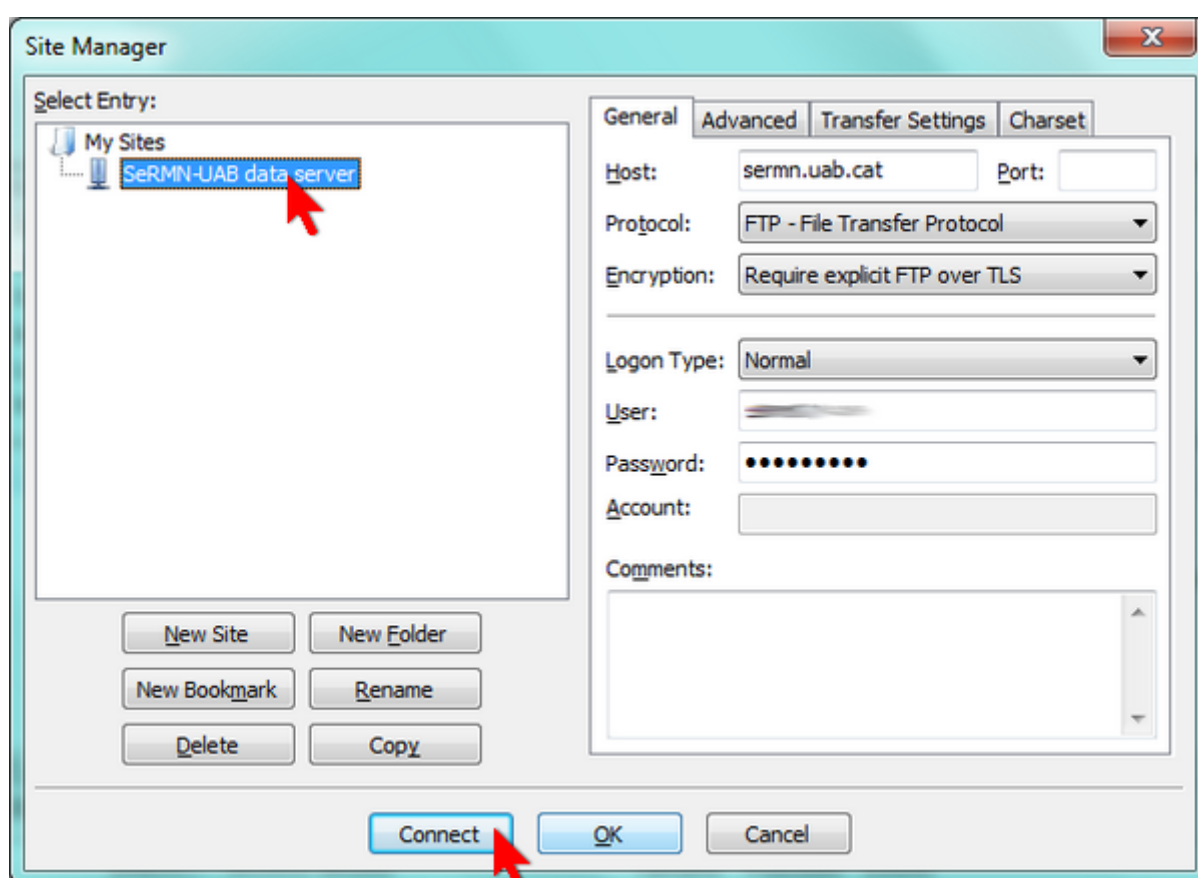 Site Manager
Select Entry:
My Sites
SeRMN-UAB data server
New Site
New Folder
New Bookmark
Rename
Delete
Copy
General
Advanced
Transfer Settings
Charset
Host:
sermn.uab.cat
Port:
Protocol:
FTP - File Transfer Protocol
Encryption:
Require explicit FTP over TLS
Logon Type:
Normal
User:
Password:
●●●●●●●●●
Account:
Comments:
Connect
OK
Cancel